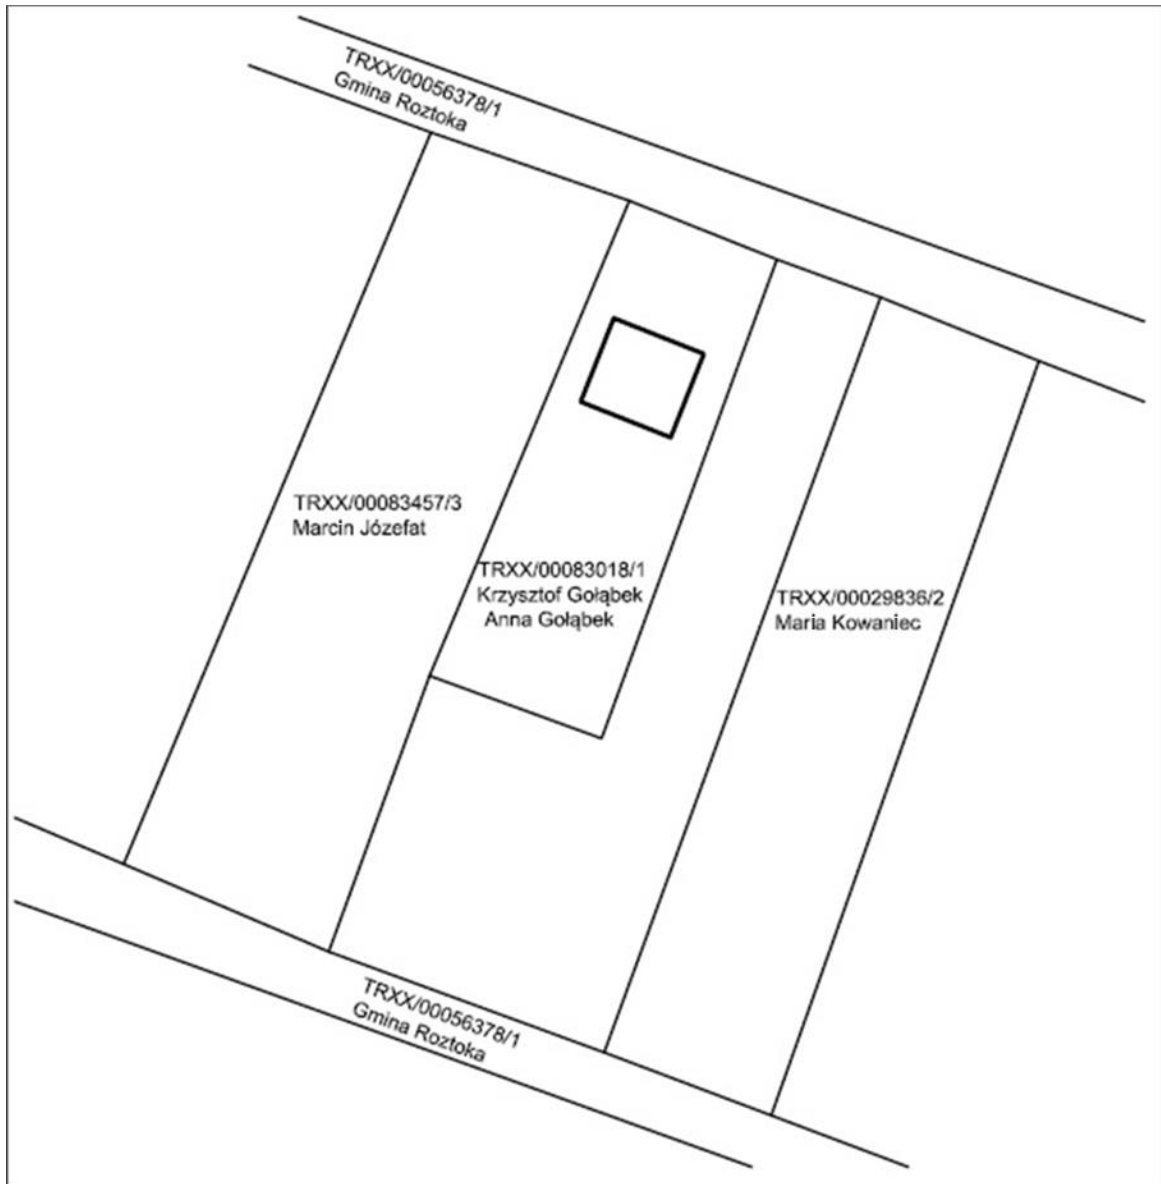 TRXX/00056378/1
Gmina Roztoka
TRXX/00083457/3
Marcin Józefat
TRXX/00083018/1
Krzysztof Gołąbek
Anna Gołąbek
TRXX/00029836/2
Maria Kowaniec
TRXX/00056378/1
Gmina Roztoka